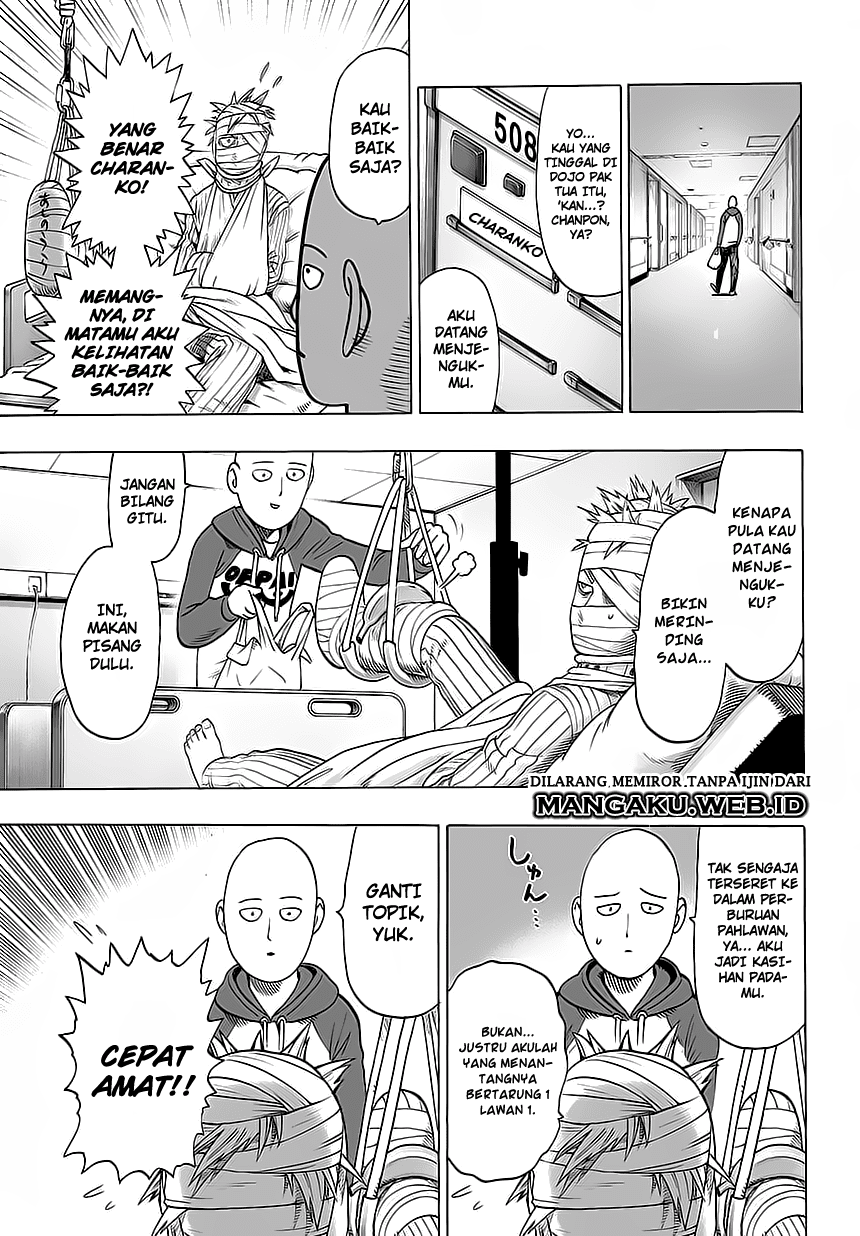 YO...
KAU YANG
TINGGAL DI
DOJO PAK
TUA ITU,
'KAN...?
CHANPON,
YA?
508
CHARANKO
AKU
DATANG
MENJE-
NGUK-
MU.
KAU
BAIK-
BAIK
SAJA?
YANG
BENAR
CHARAN-
KO!
MEMANG-
NYA, DI
MATAMU AKU
KELIHATAN
BAIK-BAIK
SAJA?!
KENAPA
PULA KAU
DATANG
MENJE-
NGUK-
KU?
BIKIN
MERIN-
DING
SAJA...
JANGAN
BILANG
GITU.
OPPAI
INI,
MAKAN
PISANG
DULU.
DILARANG MEMIROR TANPA IJIN DARI
MANGAKU.WEB.ID
TAK SENGAJA
TERSERET KE
DALAM PER-
BURUAN
PAHLAWAN,
YA... AKU
JADI KASI-
HAN PADA-
MU.
しゅん…
BUKAN...
JUSTRU AKULAH
YANG MENAN-
TANGNYA
BERTARUNG 1
LAWAN 1.
GANTI
TOPIK,
YUK.
CEPAT
AMAT!!